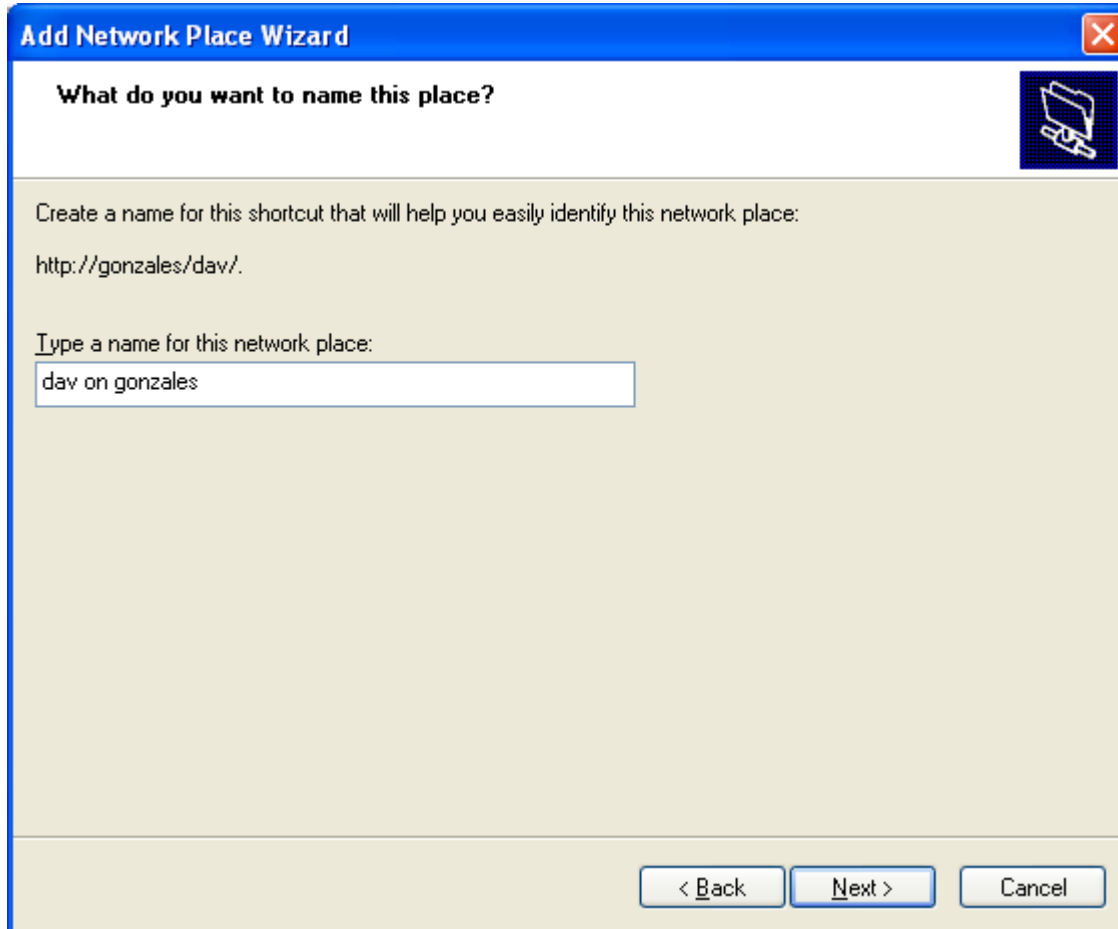 Add Network Place Wizard
What do you want to name this place?
Create a name for this shortcut that will help you easily identify this network place:
http://gonzales/dav/.
Type a name for this network place:
dav on gonzales
< Back Next > Cancel